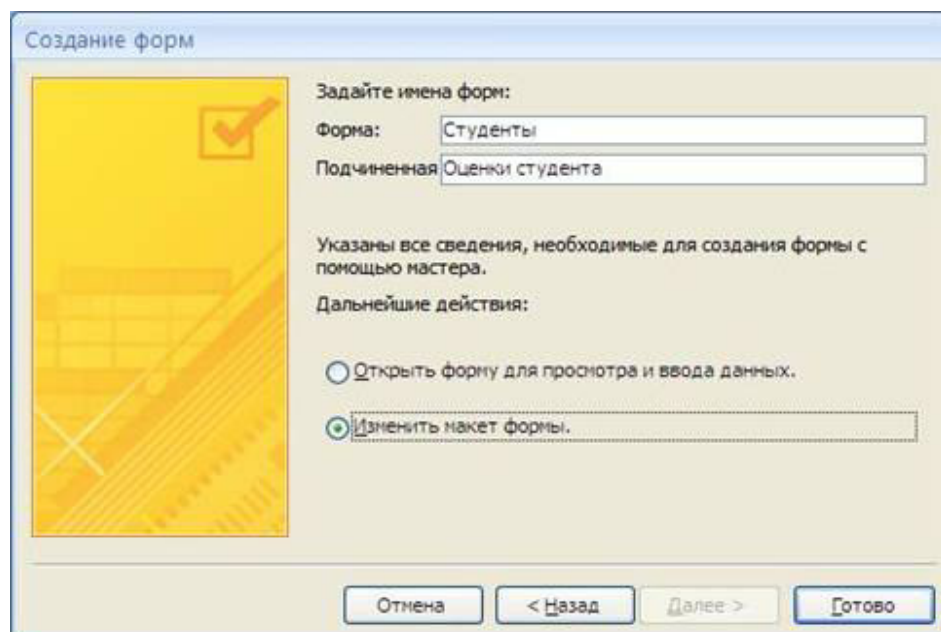 Создание форм
Задайте имена форм:
Форма: Студенты
Подчиненная Оценки студента
Указаны все сведения, необходимые для создания формы с
помощью мастера.
Дальнейшие действия:
Открыть форму для просмотра и ввода данных.
Изменить макет формы.
Отмена < Назад Далее > Готово